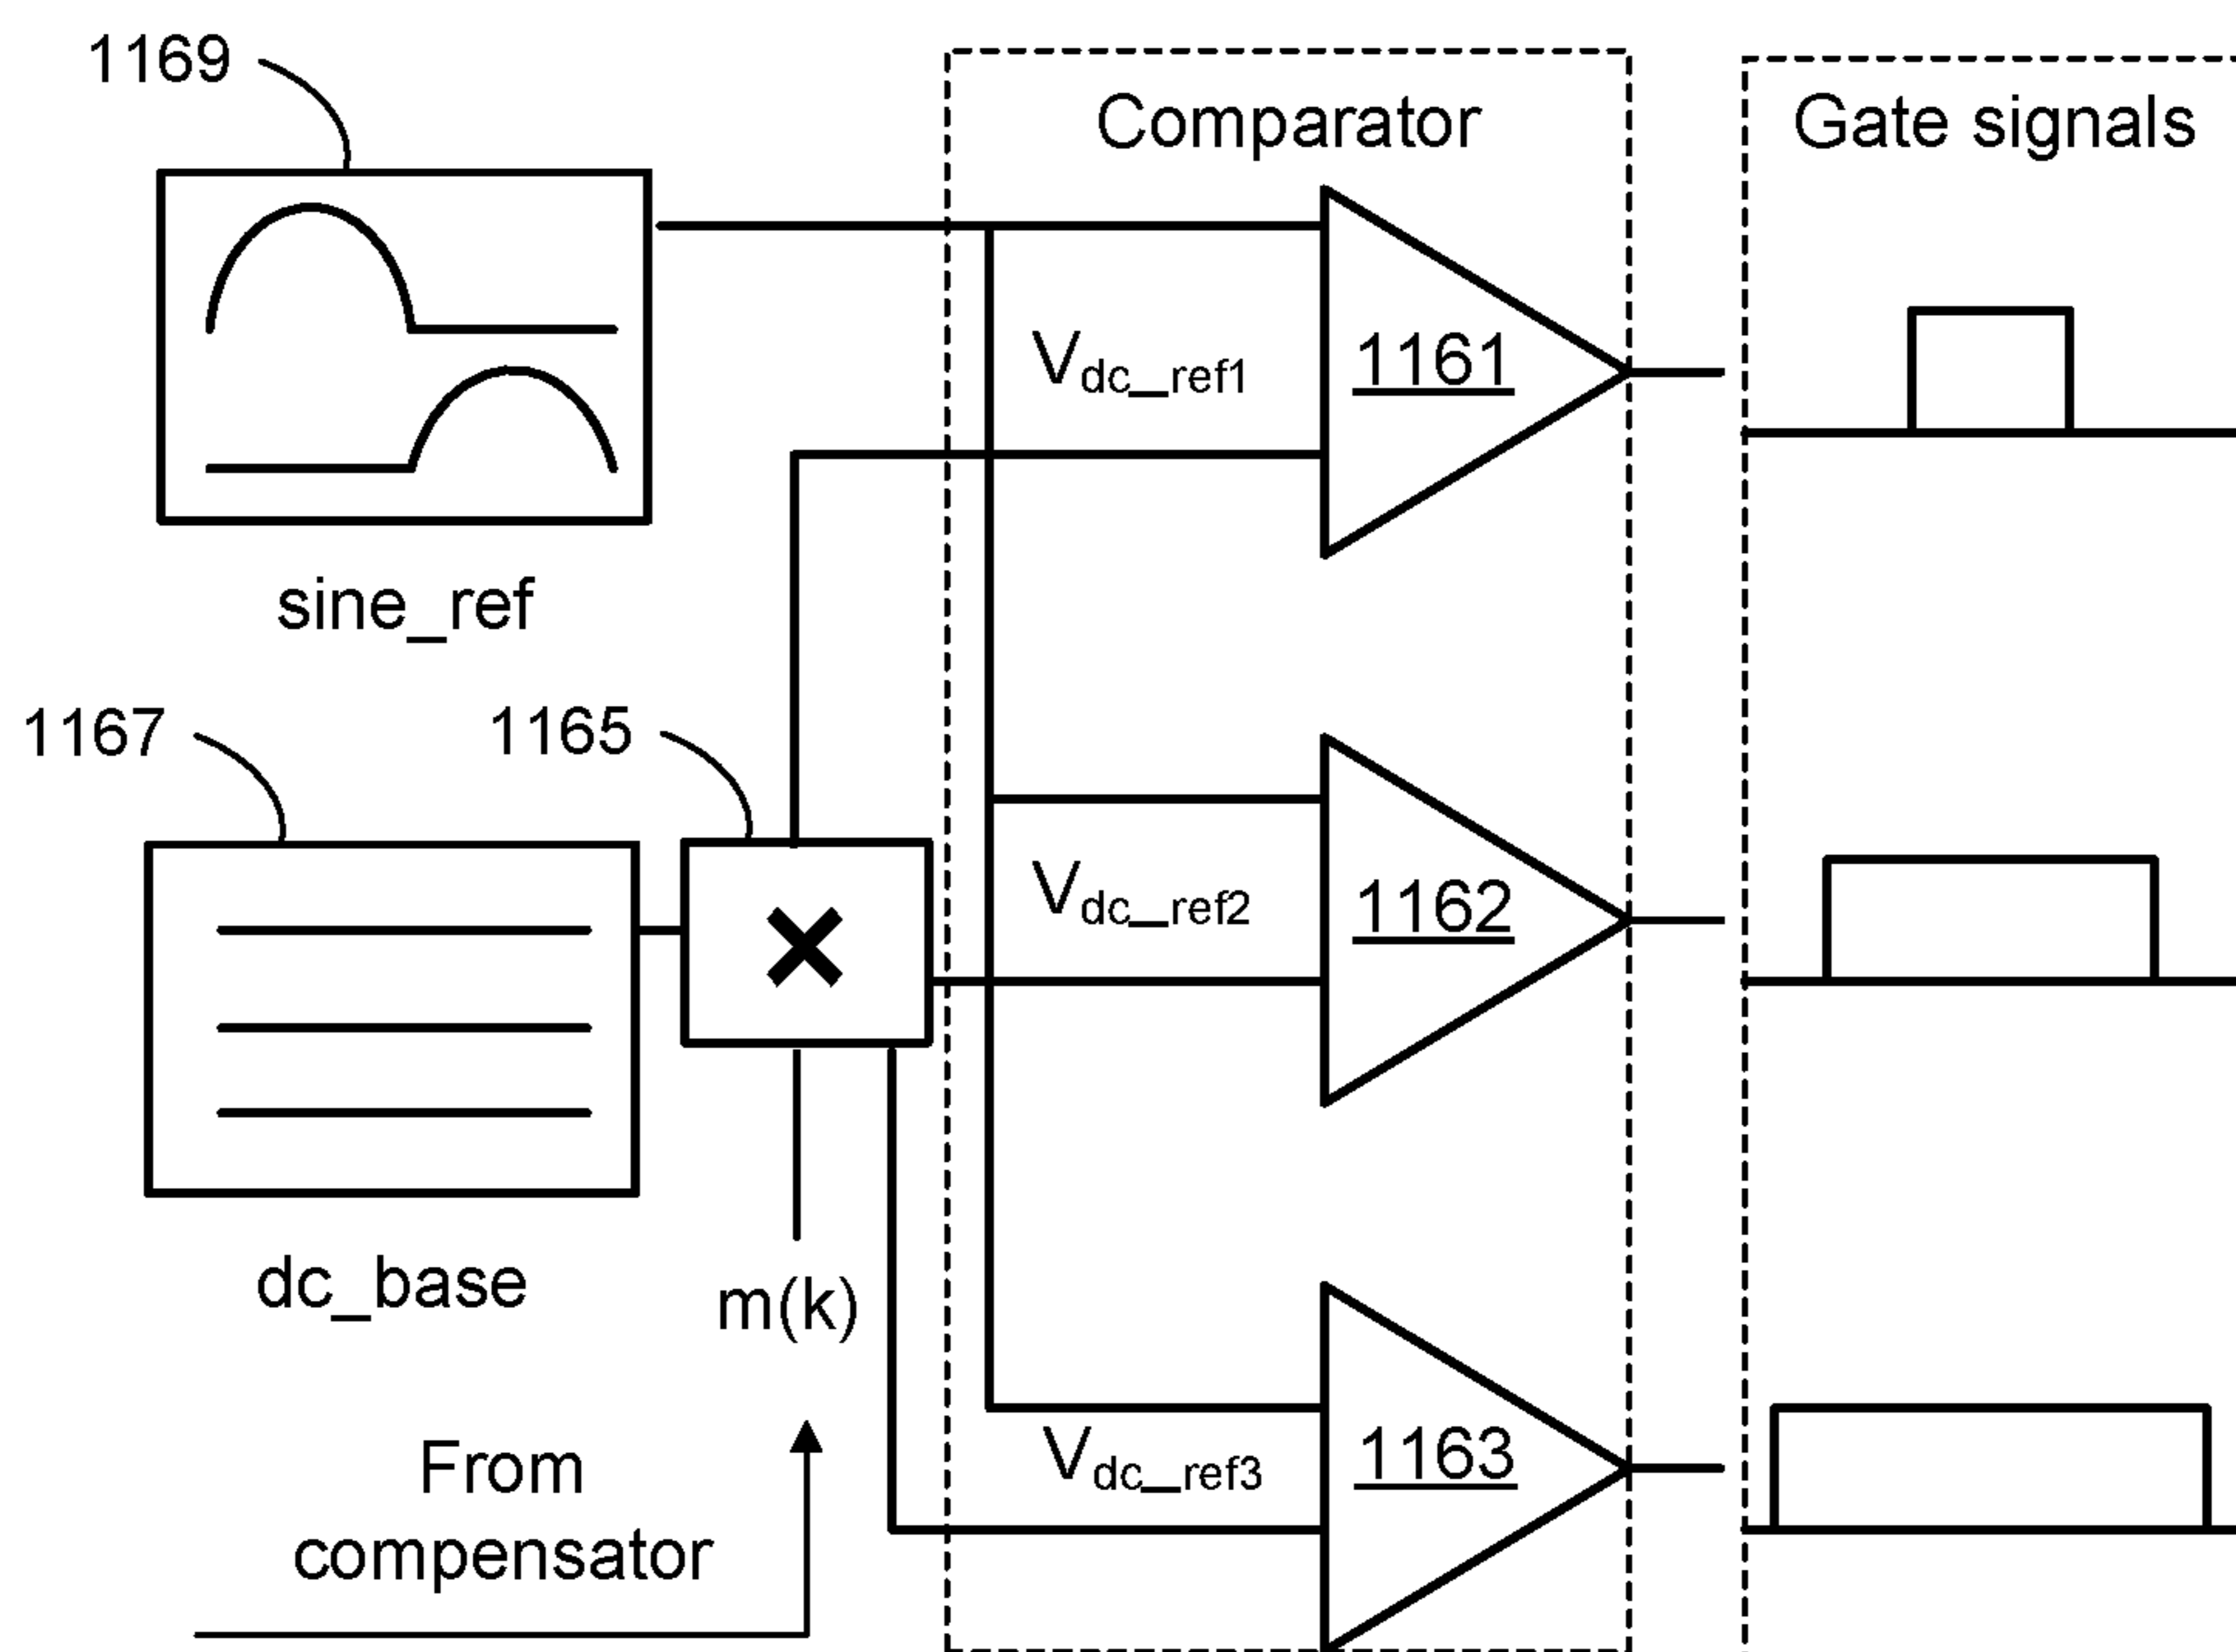 1169
Comparator
Gate signals
Vdc_ref1
1161
sine_ref
1167
1165
Vdc_ref2
1162
dc_base
m(k)
Vdc_ref3
1163
From
compensator